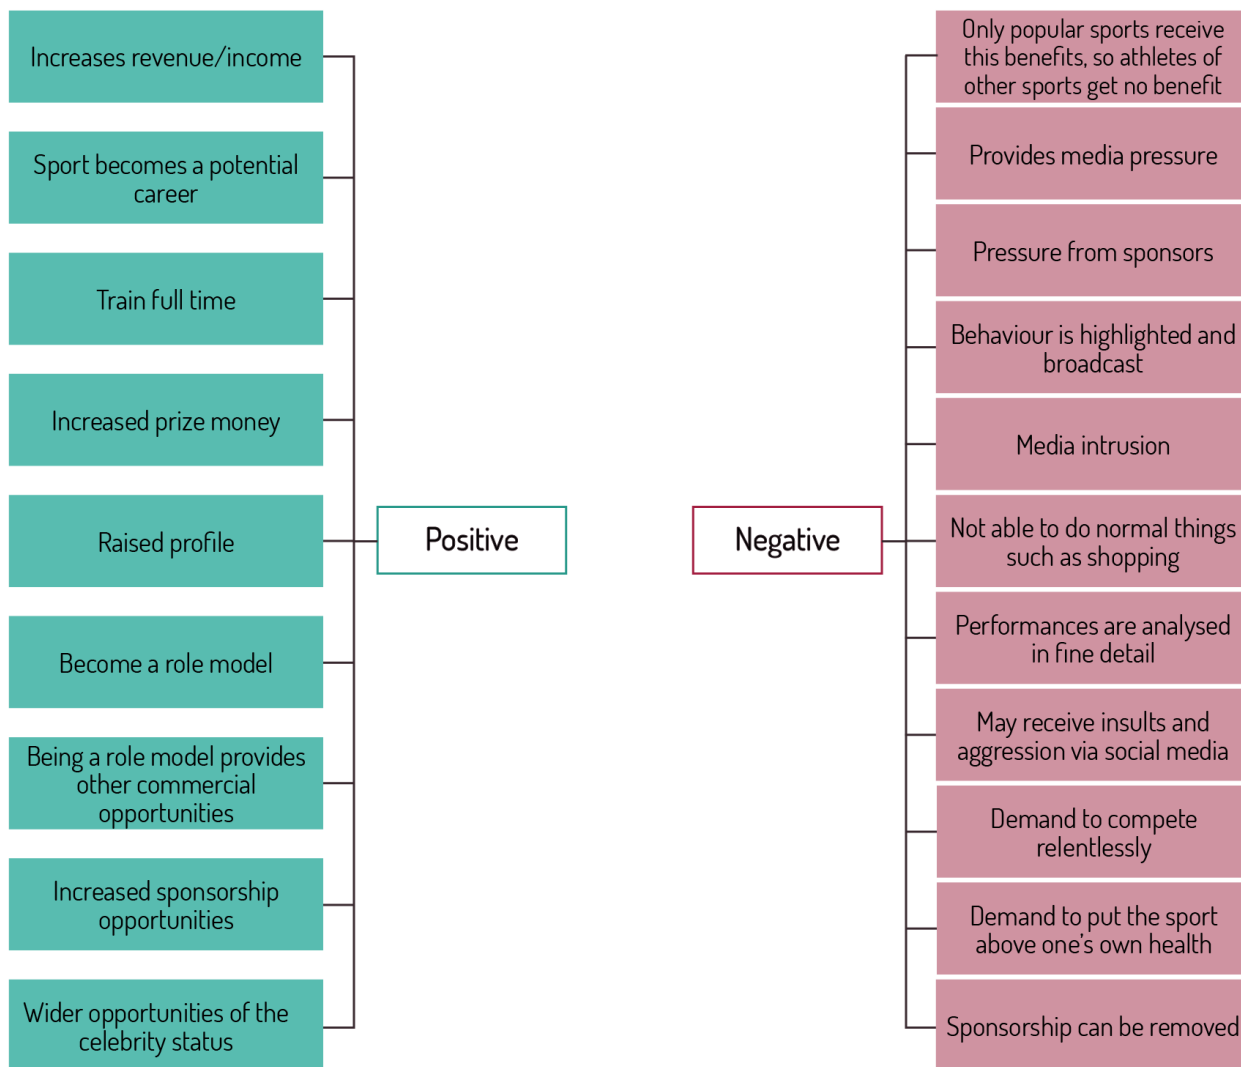 Increases revenue/income
Sport becomes a potential
career
Train full time
Increased prize money
Raised profile
Become a role model
Being a role model provides
other commercial
opportunities
Increased sponsorship
opportunities
Wider opportunities of the
celebrity status
Positive
Negative
Only popular sports receive
this benefits, so athletes of
other sports get no benefit
Provides media pressure
Pressure from sponsors
Behaviour is highlighted and
broadcast
Media intrusion
Not able to do normal things
such as shopping
Performances are analysed
in fine detail
May receive insults and
aggression via social media
Demand to compete
relentlessly
Demand to put the sport
above one's own health
Sponsorship can be removed